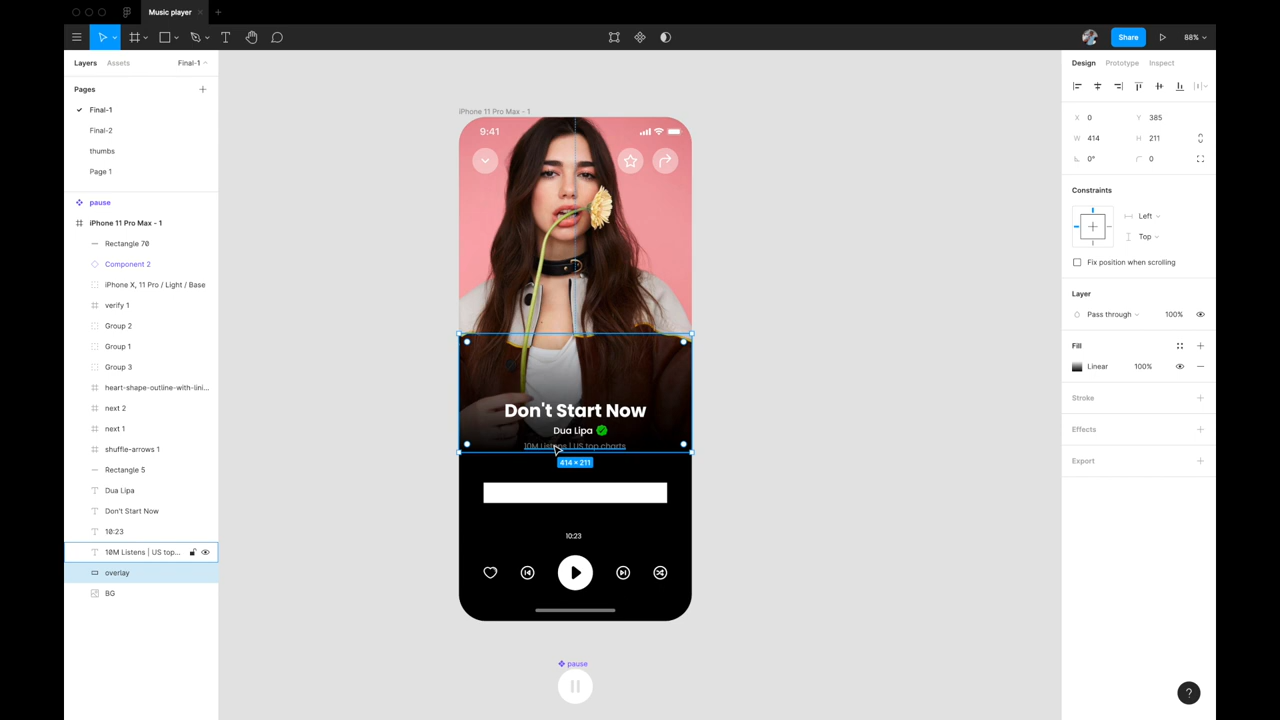 Music player
Share
88%
Layers
Assets
Final-1
Design
Prototype
Inspect
Pages
Final-1
Final-2
thumbs
Page 1
pause
iPhone 11 Pro Max - 1
Rectangle 70
Component 2
iPhone X, 11 Pro / Light / Base
verify 1
Group 2
Group 1
Group 3
heart-shape-outline-with-lini...
next 2
next 1
shuffle-arrows 1
Rectangle 5
Dua Lipa
Don't Start Now
10:23
10M Listens | US top...
overlay
BG
iPhone 11 Pro Max - 1
9:41
Don't Start Now
Dua Lipa
10M Listens | US top charts
414 × 211
10:23
pause
X 0 Y 385
W 414 H 211
0° 0
Constraints
Left
Top
Fix position when scrolling
Layer
Pass through 100%
Fill
Linear 100%
Stroke
Effects
Export
?